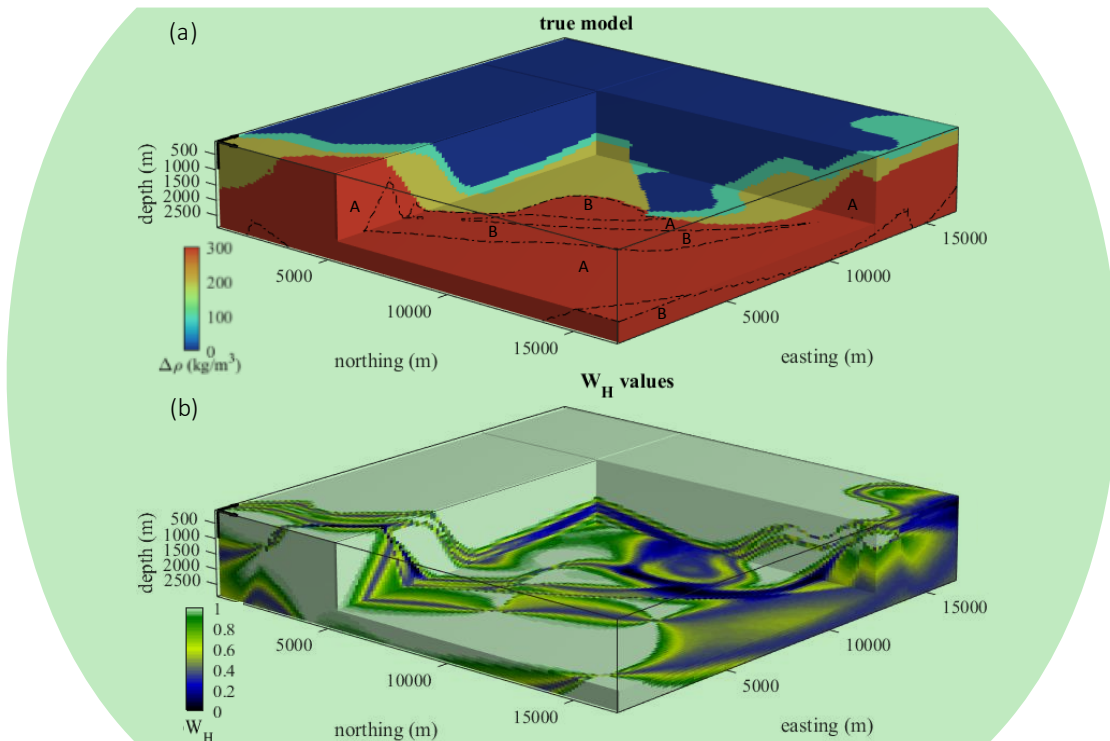 (a)
true model
depth (m)
500
1000
1500
2000
2500
A
B
B
A
B
A
A
B
300
200
100
0
Δρ (kg/m³)
5000
10000
15000
northing (m)
5000
10000
15000
easting (m)
W_H values
(b)
depth (m)
500
1000
1500
2000
2500
1
0.8
0.6
0.4
0.2
0
W_H
5000
10000
15000
northing (m)
5000
10000
15000
easting (m)